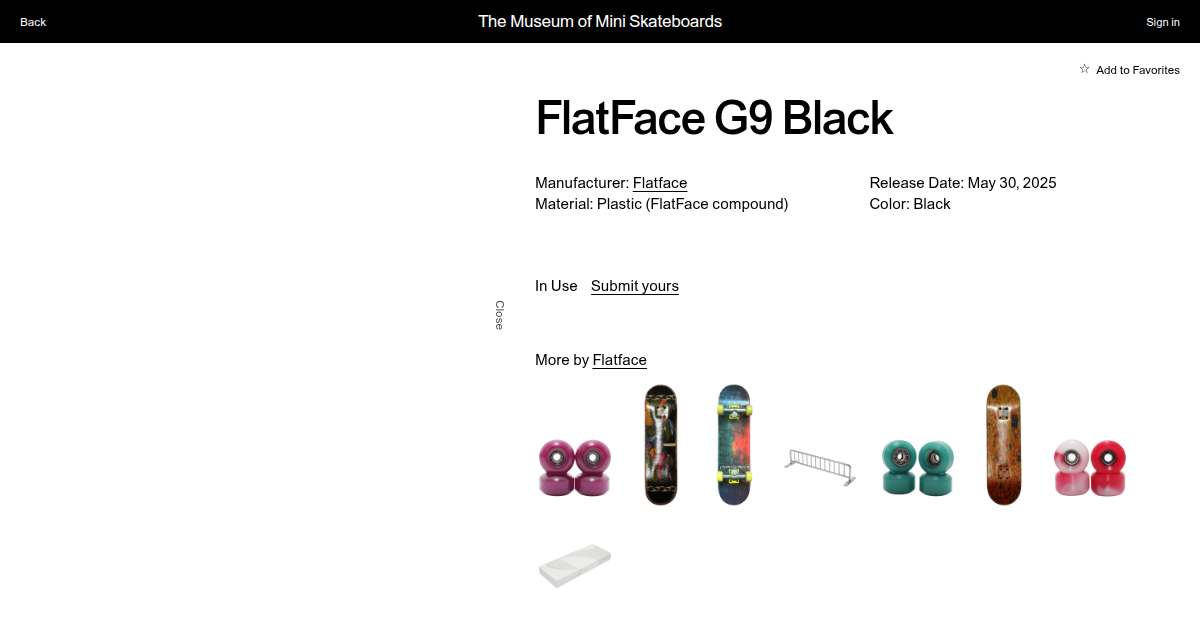 Back
The Museum of Mini Skateboards
Sign in
☆ Add to Favorites
FlatFace G9 Black
Manufacturer: Flatface
Release Date: May 30, 2025
Material: Plastic (FlatFace compound)
Color: Black
In Use Submit yours
Close
More by Flatface